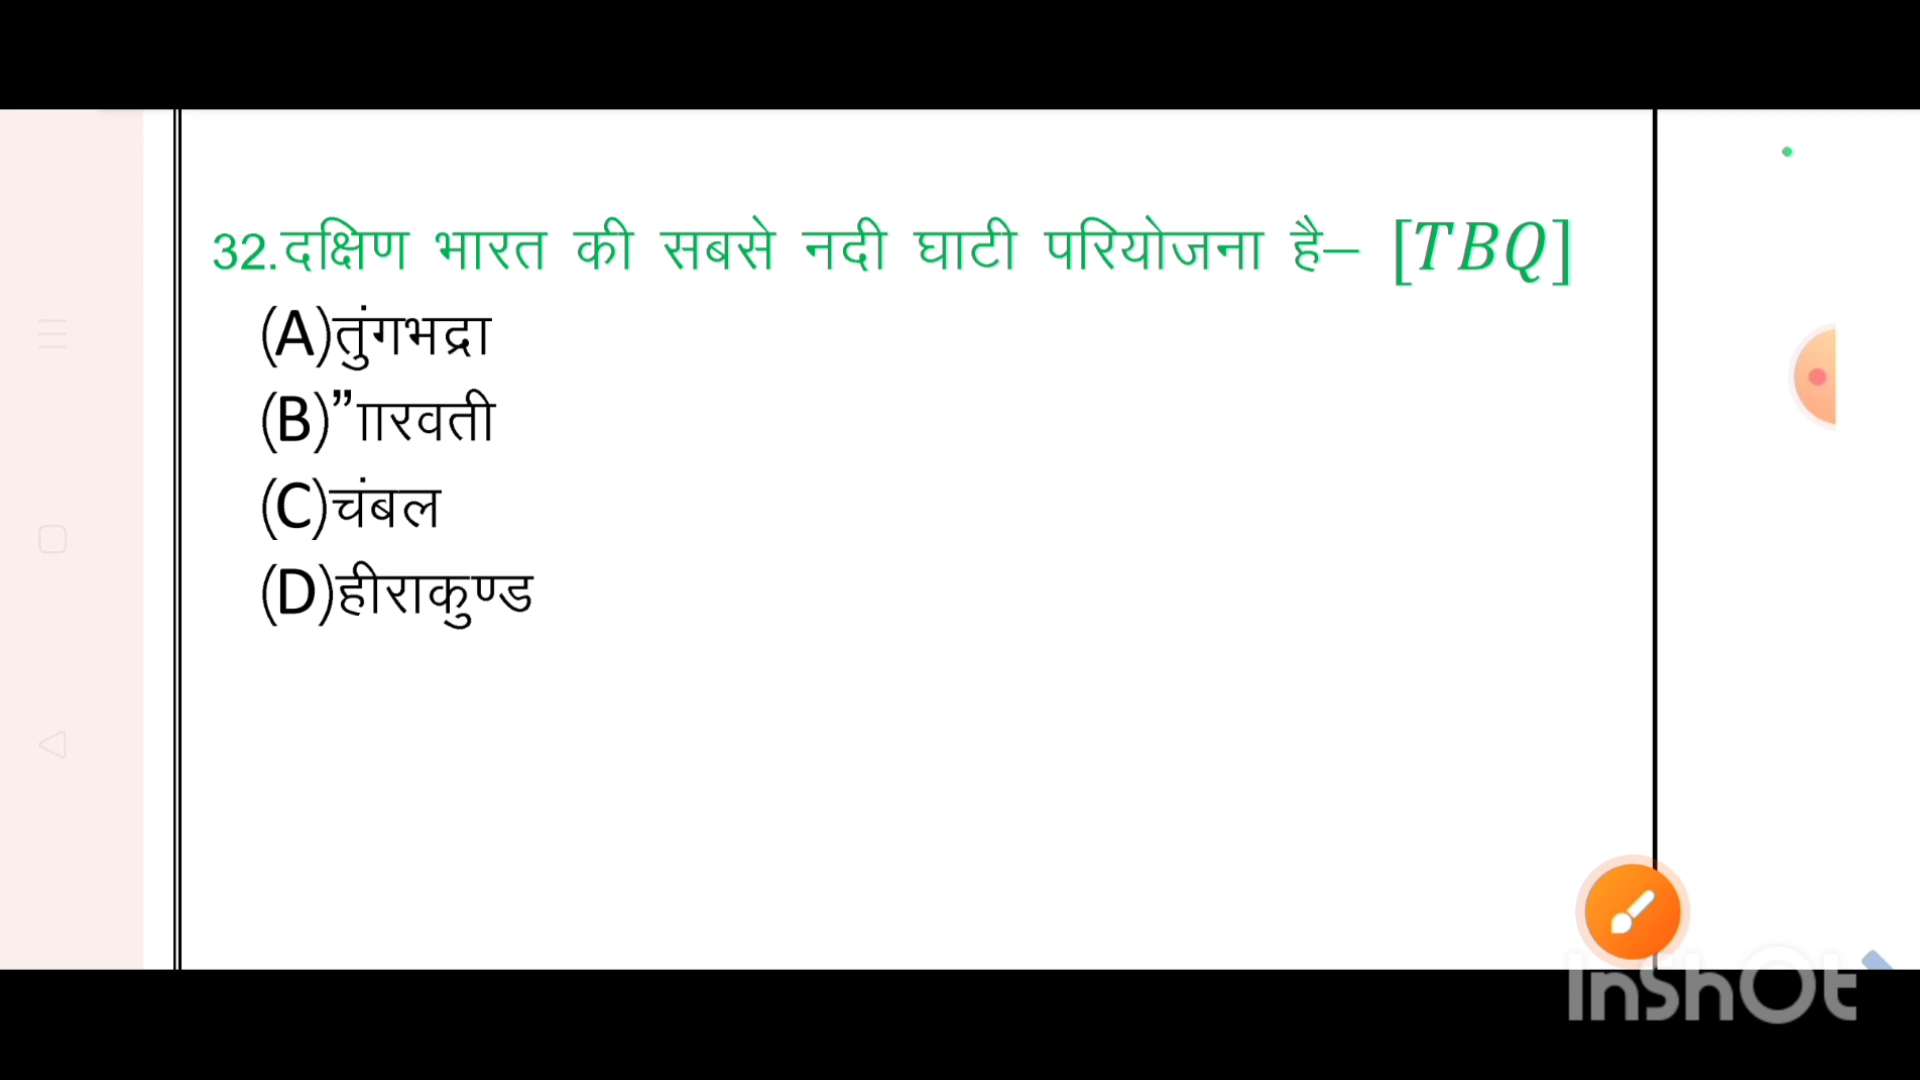 32.दक्षिण भारत की सबसे नदी घाटी परियोजना है– [TBQ]
(A)तुंगभद्रा
(B)”ाारवती
(C)चंबल
(D)हीराकुण्ड
InShOt